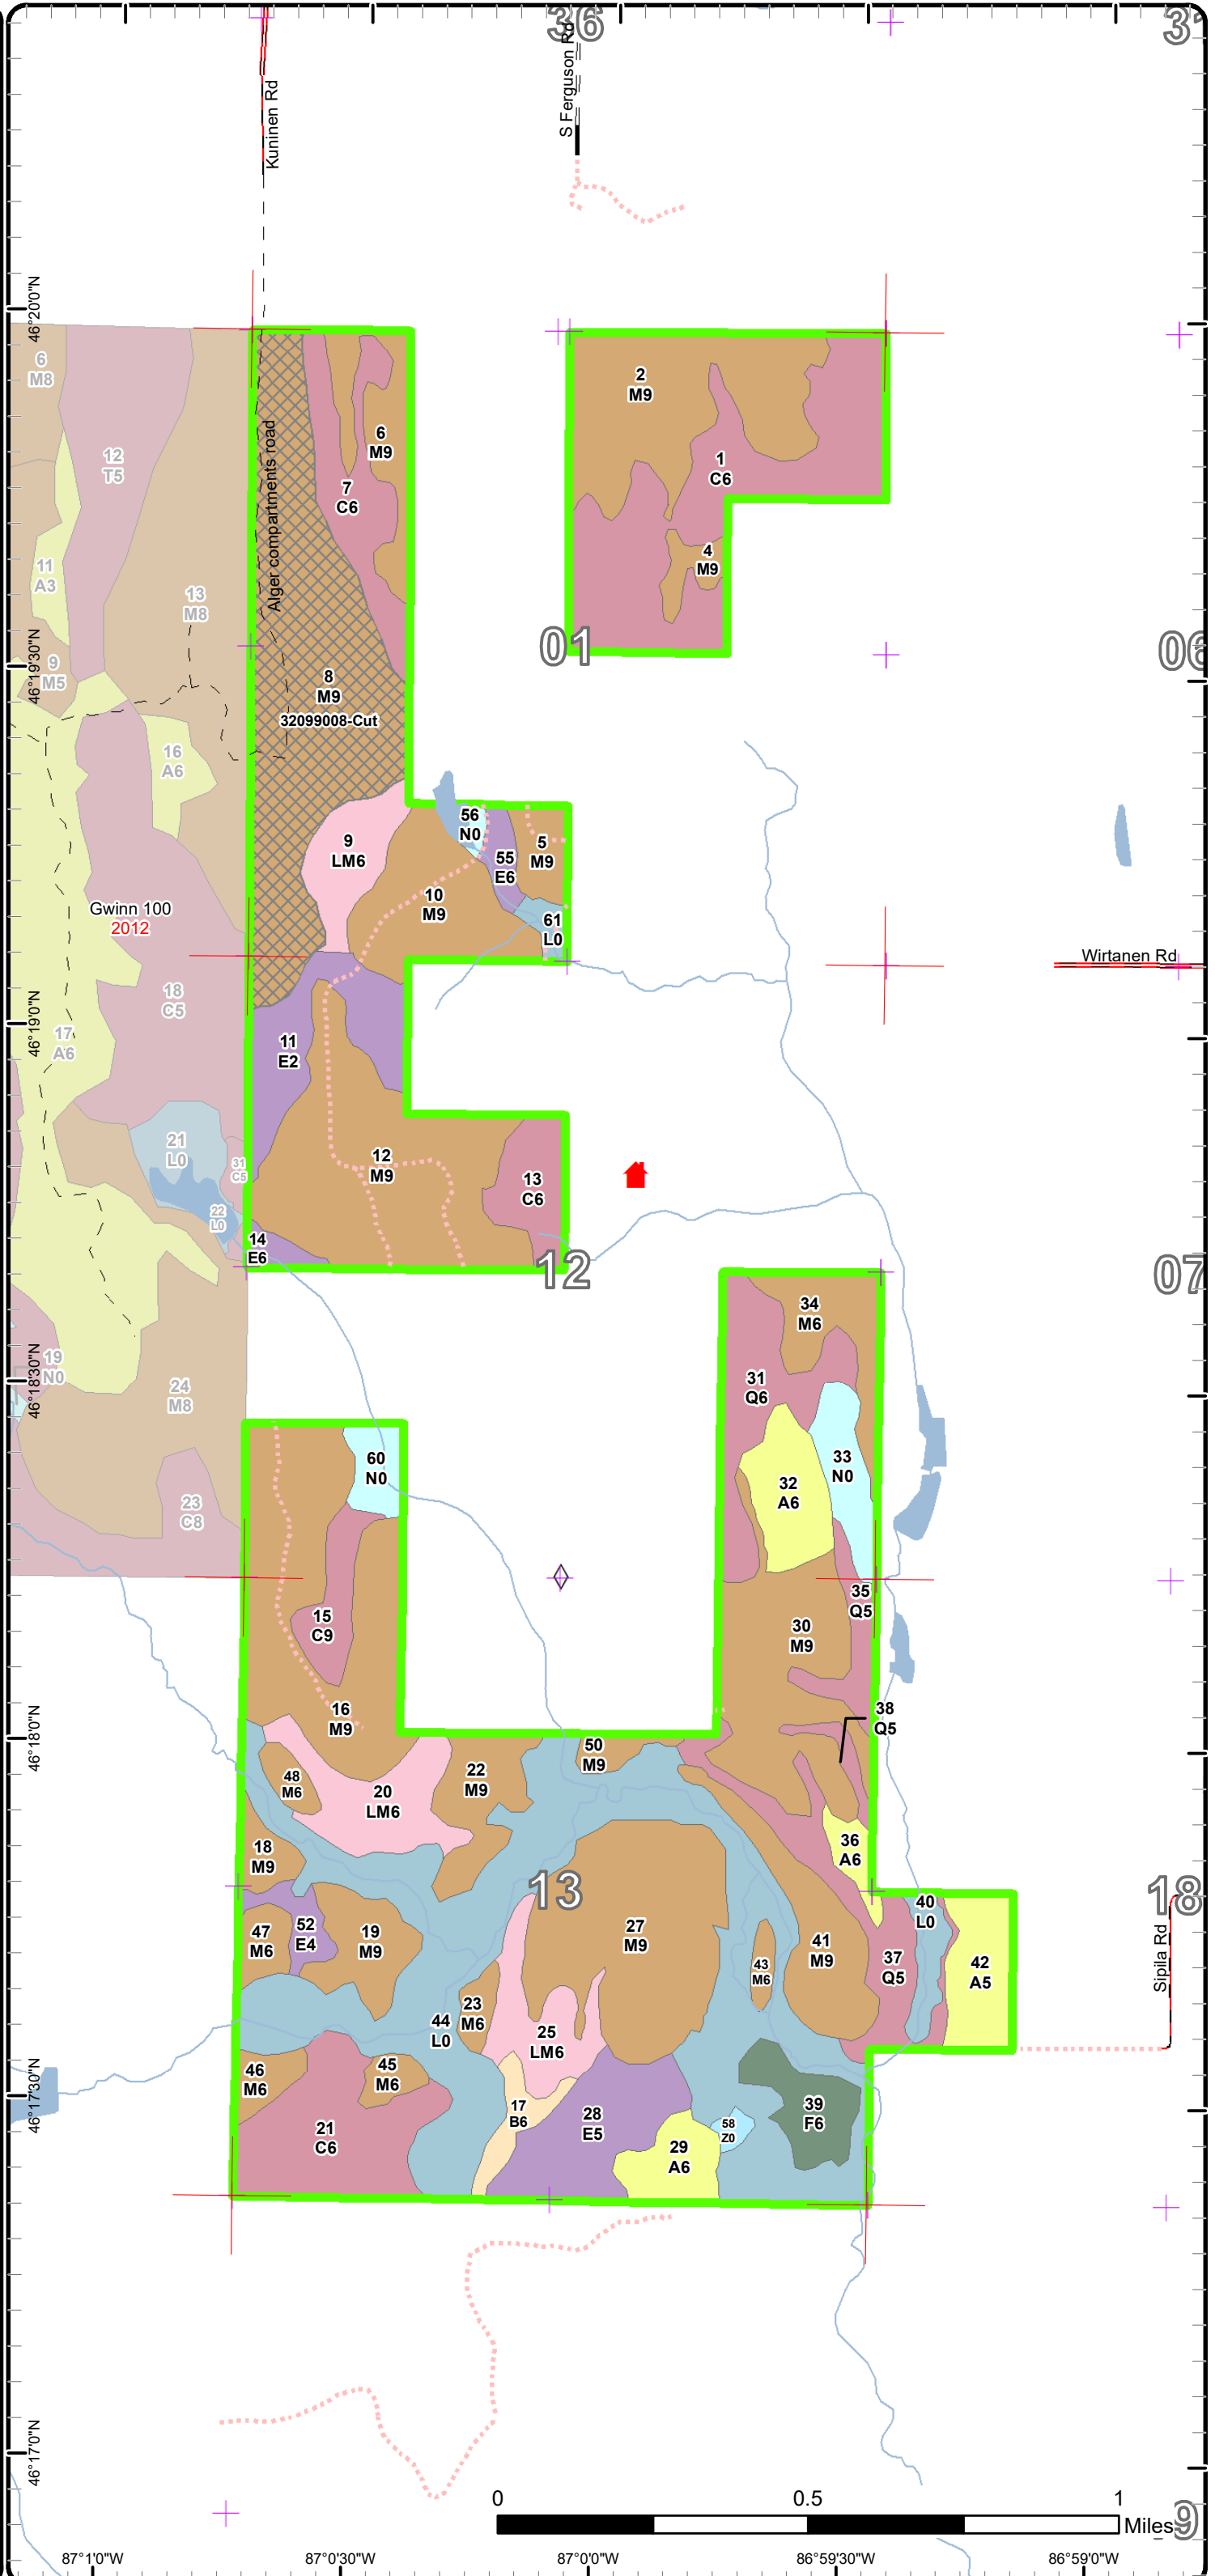 36
31
Kuninen Rd
S Ferguson Rd
46°20'0"N
6
M8
2
M9
12
T5
6
M9
1
C6
7
C6
Alger compartments road
11
A3
4
M9
13
M8
01
06
9
M5
46°19'30"N
8
M9
32099008-Cut
16
A6
56
N0
5
M9
9
LM6
55
E6
10
M9
Gwinn 100
2012
61
L0
Wirtanen Rd
18
C5
46°19'0"N
17
A6
11
E2
21
L0
31
C5
12
M9
13
C6
22
L0
14
E6
12
07
34
M6
19
N0
46°18'30"N
24
M8
31
Q6
60
N0
33
N0
32
A6
23
C8
35
Q5
15
C9
30
M9
16
M9
38
Q5
46°18'0"N
50
M9
48
M6
22
M9
20
LM6
36
A6
18
M9
13
18
40
L0
47
M6
52
E4
19
M9
27
M9
41
M9
37
Q5
42
A5
43
M6
Sipila Rd
23
M6
44
L0
25
LM6
46
M6
45
M6
46°17'30"N
17
B6
28
E5
39
F6
21
C6
58
Z0
29
A6
46°17'0"N
0
0.5
1
Miles
9
87°1'0"W
87°0'30"W
87°0'0"W
86°59'30"W
86°59'0"W